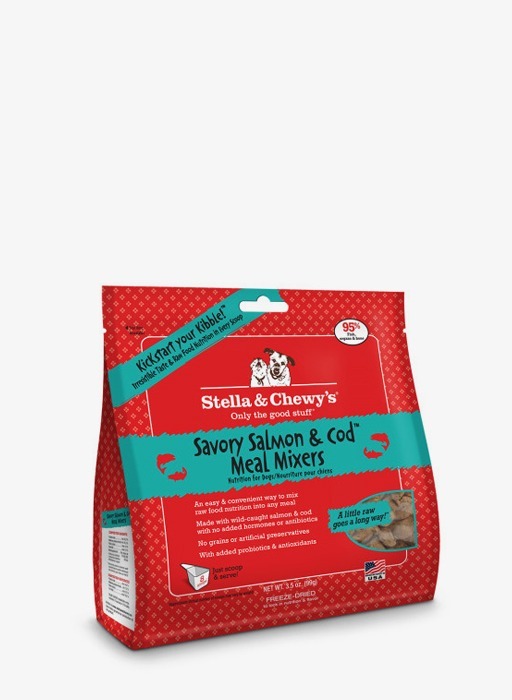 Kickstart your Kibble!™
Irresistible Taste & Raw Food Nutrition in Every Scoop
95%
Fish,
organs & bone
Stella & Chewy's®
Only the good stuff™
Savory Salmon & Cod™
Meal Mixers
Nutrition for Dogs/Nourriture pour chiens
An easy & convenient way to mix
raw food nutrition into any meal
Made with wild-caught salmon & cod
with no added hormones or antibiotics
No grains or artificial preservatives
With added probiotics & antioxidants
A little raw
goes a long way!™
Just scoop
& serve!
NET WT. 3.5 oz. (99g)
FREEZE-DRIED
USA